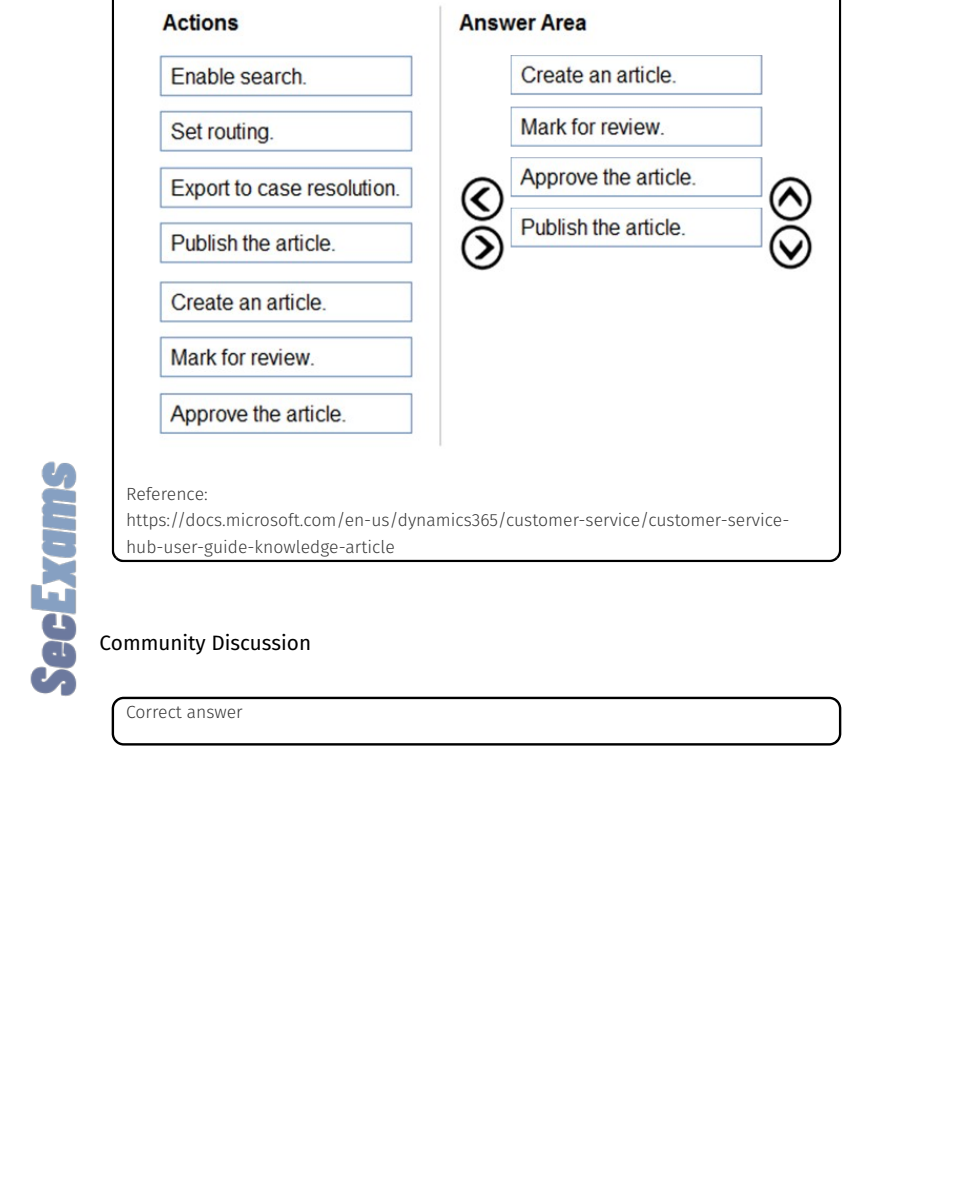 Actions
Enable search.
Set routing.
Export to case resolution.
Publish the article.
Create an article.
Mark for review.
Approve the article.
Answer Area
Create an article.
Mark for review.
Approve the article.
Publish the article.
Reference:
https://docs.microsoft.com/en-us/dynamics365/customer-service/customer-service-
hub-user-guide-knowledge-article
SecExams
Community Discussion
Correct answer